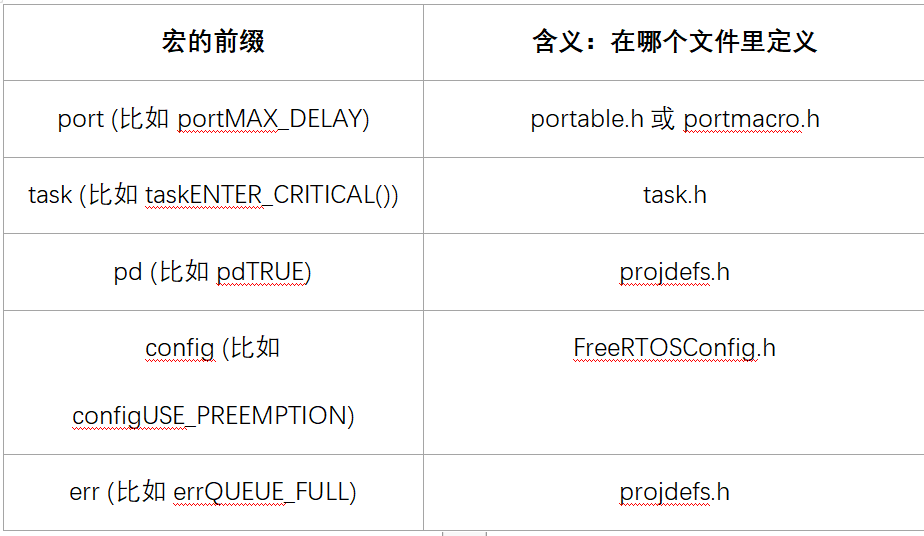 宏的前缀 含义：在哪个文件里定义
port (比如 portMAX_DELAY) portable.h 或 portmacro.h
task (比如 taskENTER_CRITICAL()) task.h
pd (比如 pdTRUE) projdefs.h
config (比如 FreeRTOSConfig.h
configUSE_PREEMPTION)
err (比如 errQUEUE_FULL) projdefs.h